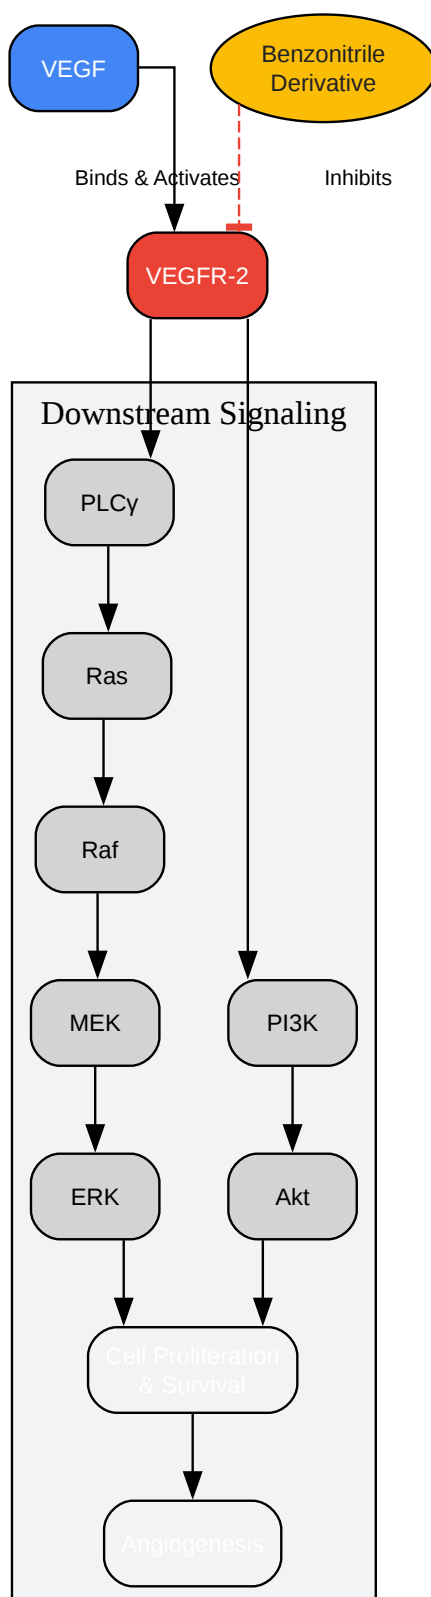 VEGF
Benzonitrile
Derivative
Binds & Activates
Inhibits
VEGFR-2
Downstream Signaling
PLCγ
Ras
Raf
MEK
PI3K
ERK
Akt
Cell Proliferation
& Survival
Angiogenesis